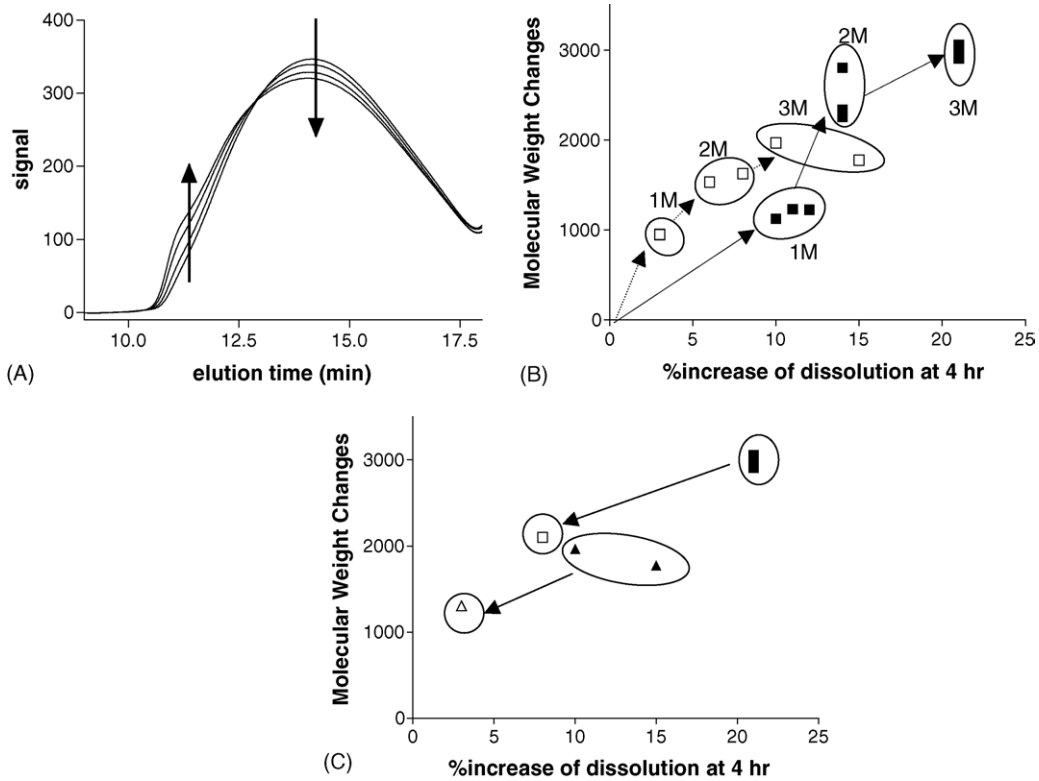 400
300
200
100
0
signal
10.0 12.5 15.0 17.5
elution time (min)
(A)
3000
2000
1000
0
Molecular Weight Changes
2M
3M
3M
2M
1M
1M
0 5 10 15 20 25
%increase of dissolution at 4 hr
(B)
3000
2000
1000
0
Molecular Weight Changes
0 5 10 15 20 25
%increase of dissolution at 4 hr
(C)